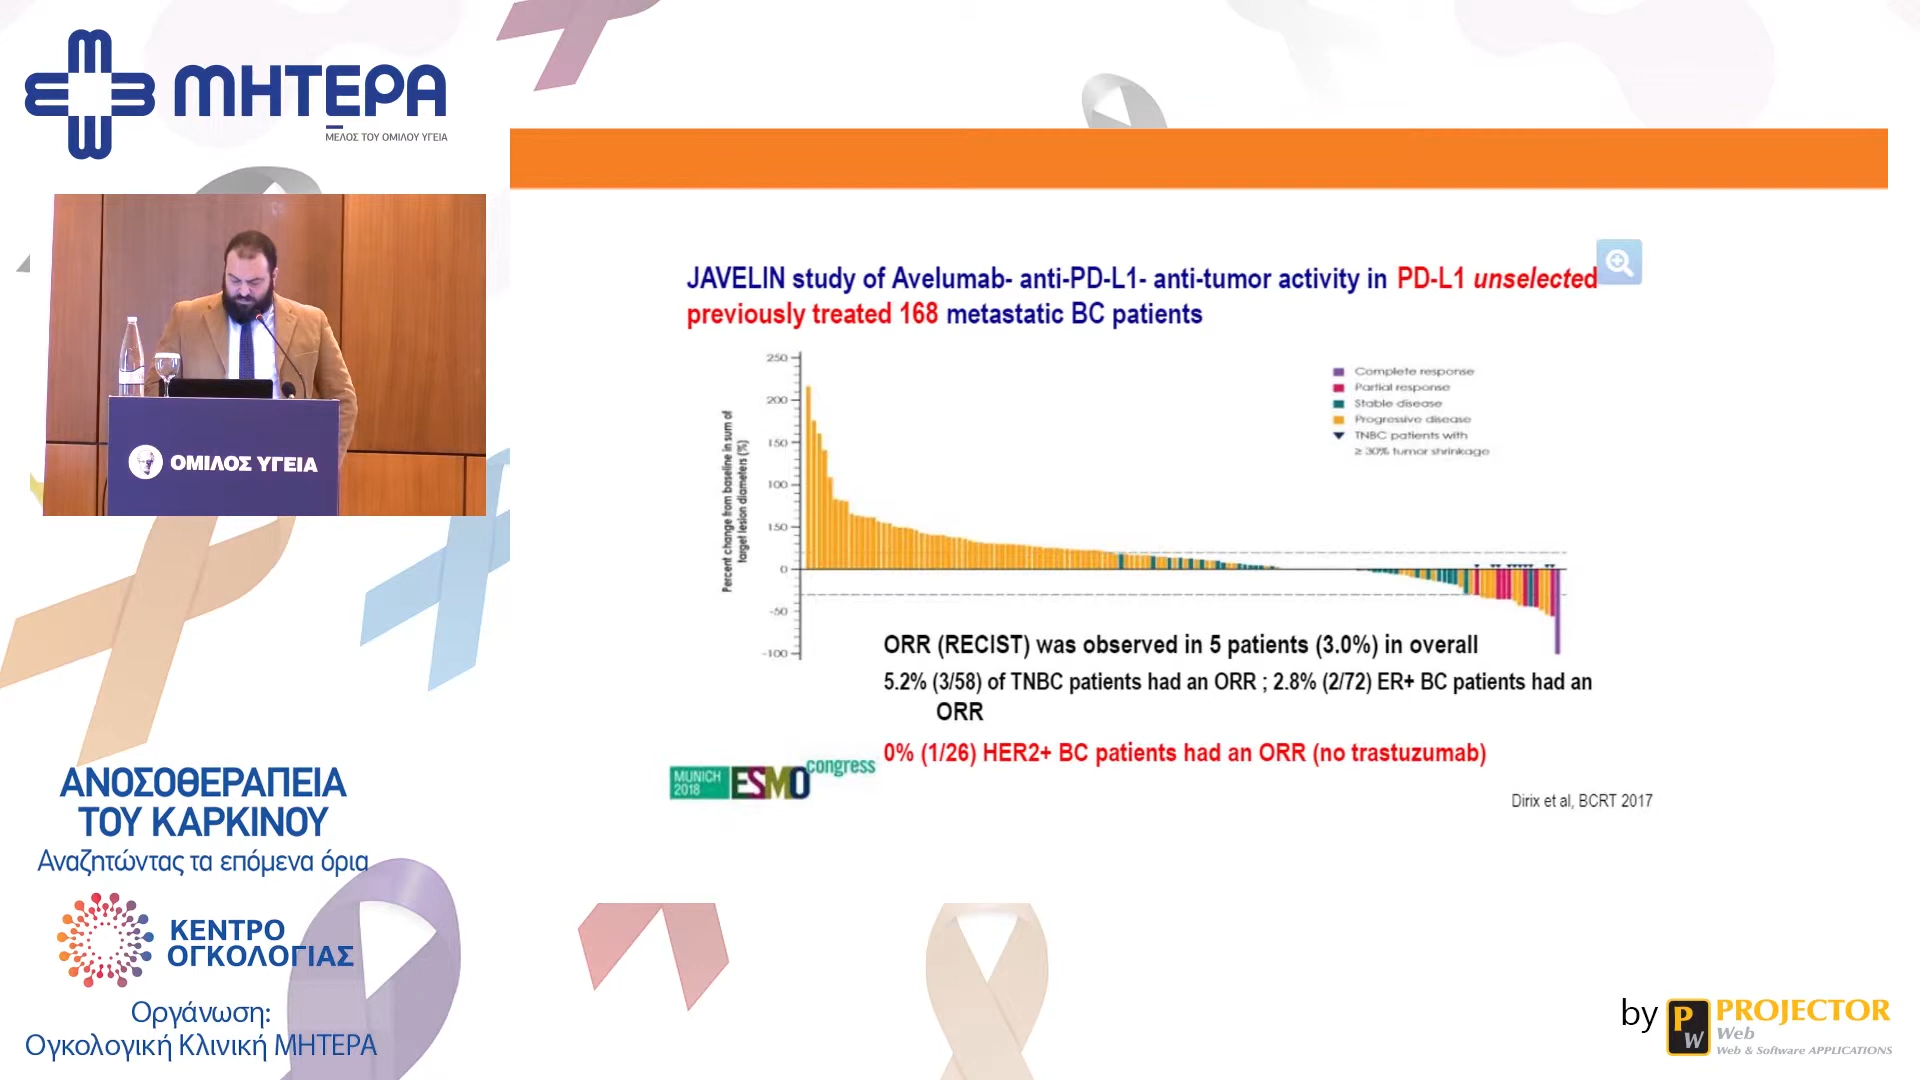 ΜΗΤΕΡΑ
ΜΕΛΟΣ ΤΟΥ ΟΜΙΛΟΥ ΥΓΕΙΑ
ΟΜΙΛΟΣ ΥΓΕΙΑ
ΑΝΟΣΟΘΕΡΑΠΕΙΑ
ΤΟΥ ΚΑΡΚΙΝΟΥ
Αναζητώντας τα επόμενα όρια
ΚΕΝΤΡΟ
ΟΓΚΟΛΟΓΙΑΣ
Οργάνωση:
Ογκολογική Κλινική ΜΗΤΕΡΑ
JAVELIN study of Avelumab- anti-PD-L1- anti-tumor activity in PD-L1 unselected
previously treated 168 metastatic BC patients
Percent change from baseline in sum of
target lesion diameters (%)
250
200
150
100
150
0
-50
-100
Complete response
Partial response
Stable disease
Progressive disease
TNBC patients with
≥ 30% tumor shrinkage
ORR (RECIST) was observed in 5 patients (3.0%) in overall
5.2% (3/58) of TNBC patients had an ORR ; 2.8% (2/72) ER+ BC patients had an
ORR
0% (1/26) HER2+ BC patients had an ORR (no trastuzumab)
MUNICH
2018
ESMO congress
Dirix et al, BCRT 2017
by PW PROJECTOR
Web
Web & Software APPLICATIONS